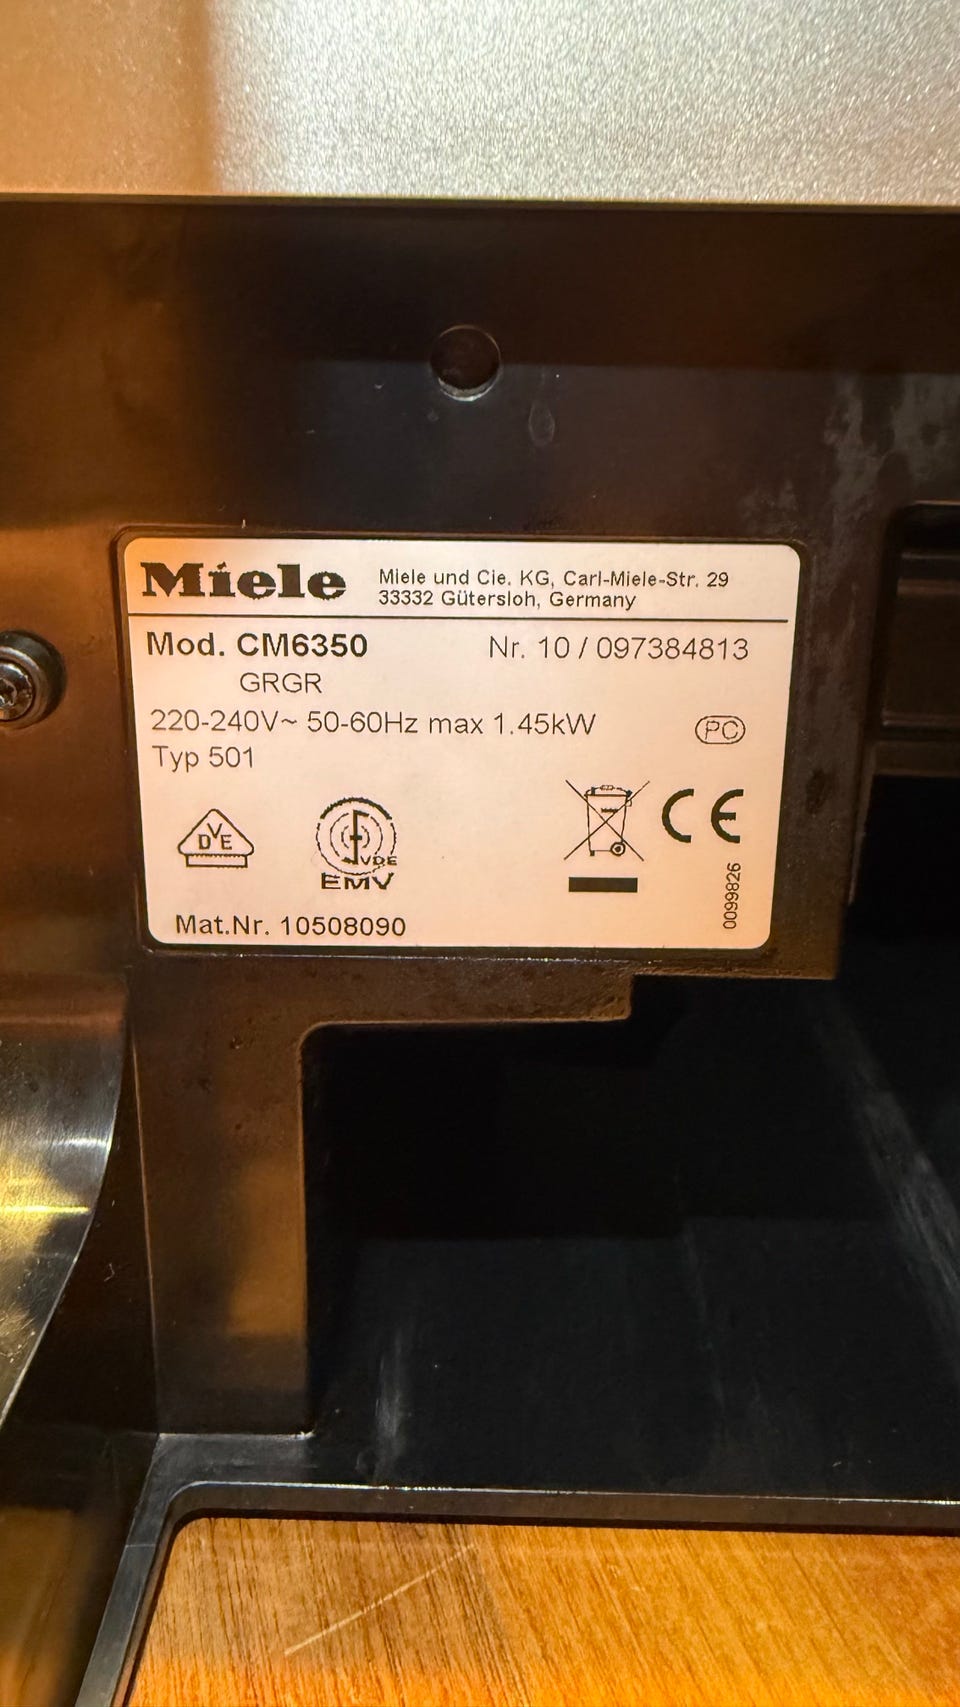 Miele
Miele und Cie. KG, Carl-Miele-Str. 29
33332 Gütersloh, Germany
Mod. CM6350
Nr. 10 / 097384813
GRGR
220-240V~ 50-60Hz max 1.45kW
PC
Typ 501
DVE
VDE
EMV
CE
0099826
Mat.Nr. 10508090